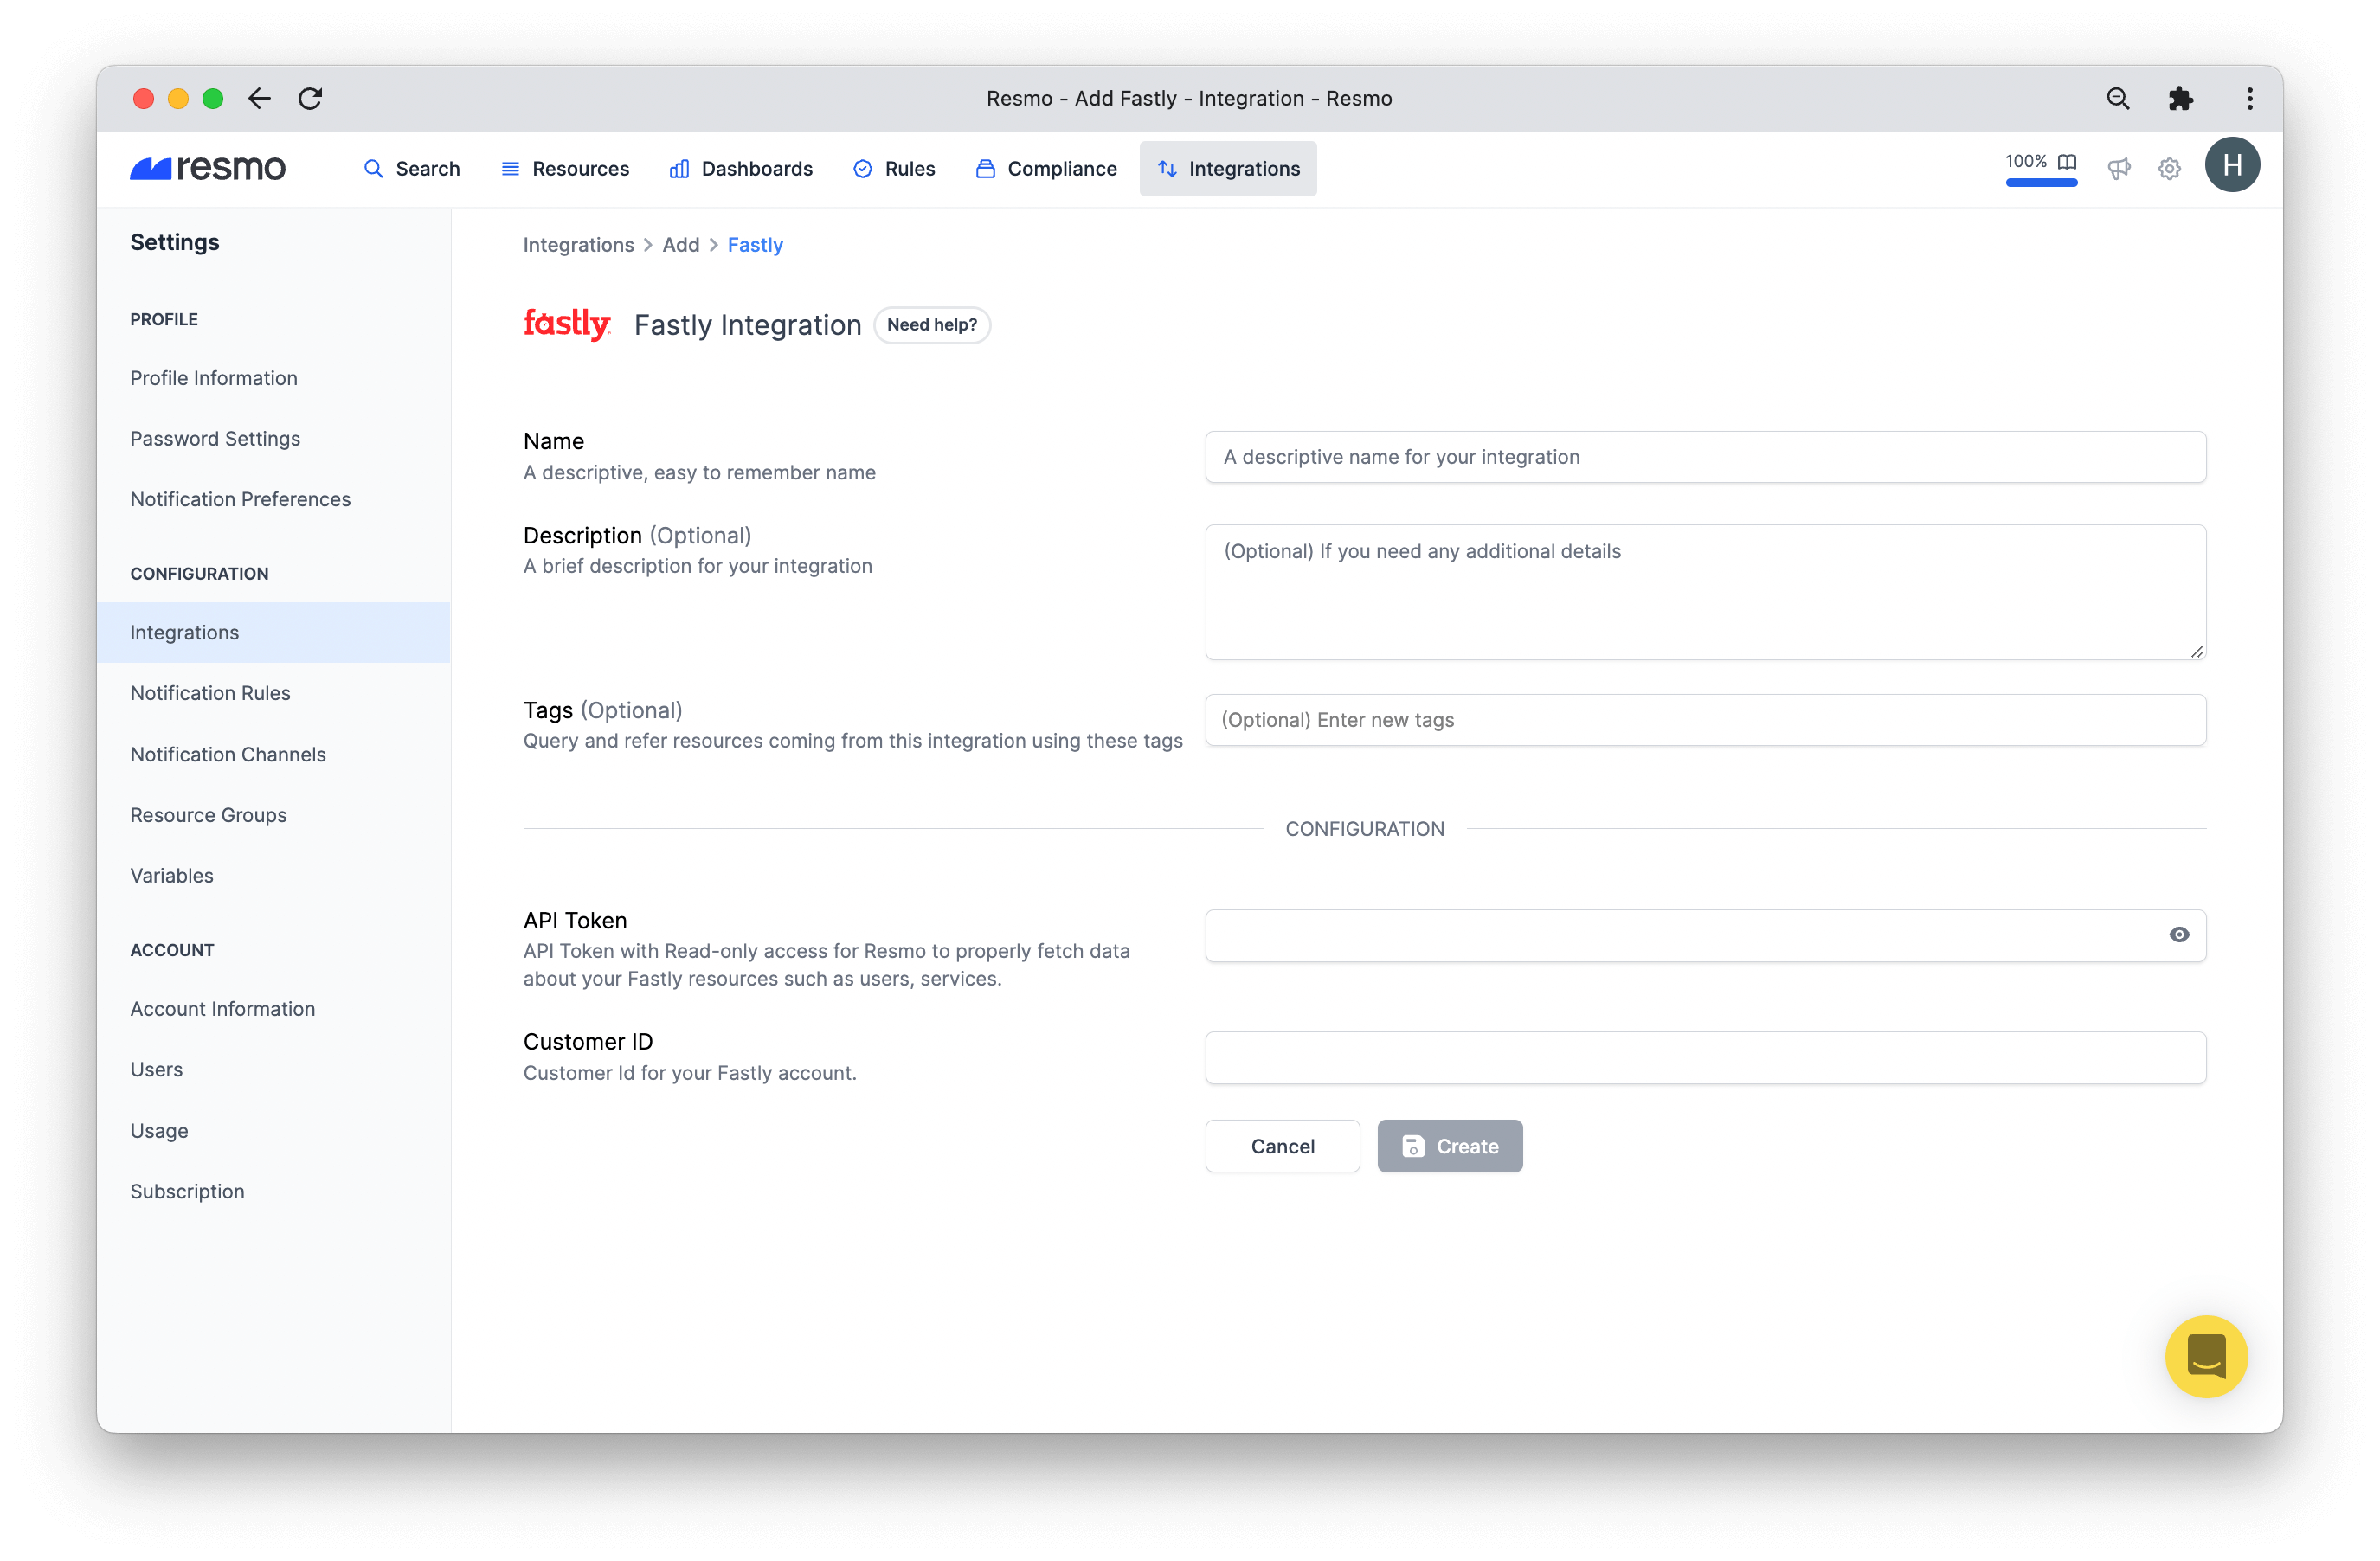 Resmo - Add Fastly - Integration - Resmo
resmo
Search
Resources
Dashboards
Rules
Compliance
Integrations
100%
H
Settings
PROFILE
Profile Information
Password Settings
Notification Preferences
CONFIGURATION
Integrations
Notification Rules
Notification Channels
Resource Groups
Variables
ACCOUNT
Account Information
Users
Usage
Subscription
Integrations > Add > Fastly
fastly
Fastly Integration
Need help?
Name
A descriptive, easy to remember name
A descriptive name for your integration
Description (Optional)
A brief description for your integration
(Optional) If you need any additional details
Tags (Optional)
Query and refer resources coming from this integration using these tags
(Optional) Enter new tags
CONFIGURATION
API Token
API Token with Read-only access for Resmo to properly fetch data
about your Fastly resources such as users, services.
Customer ID
Customer Id for your Fastly account.
Cancel
Create